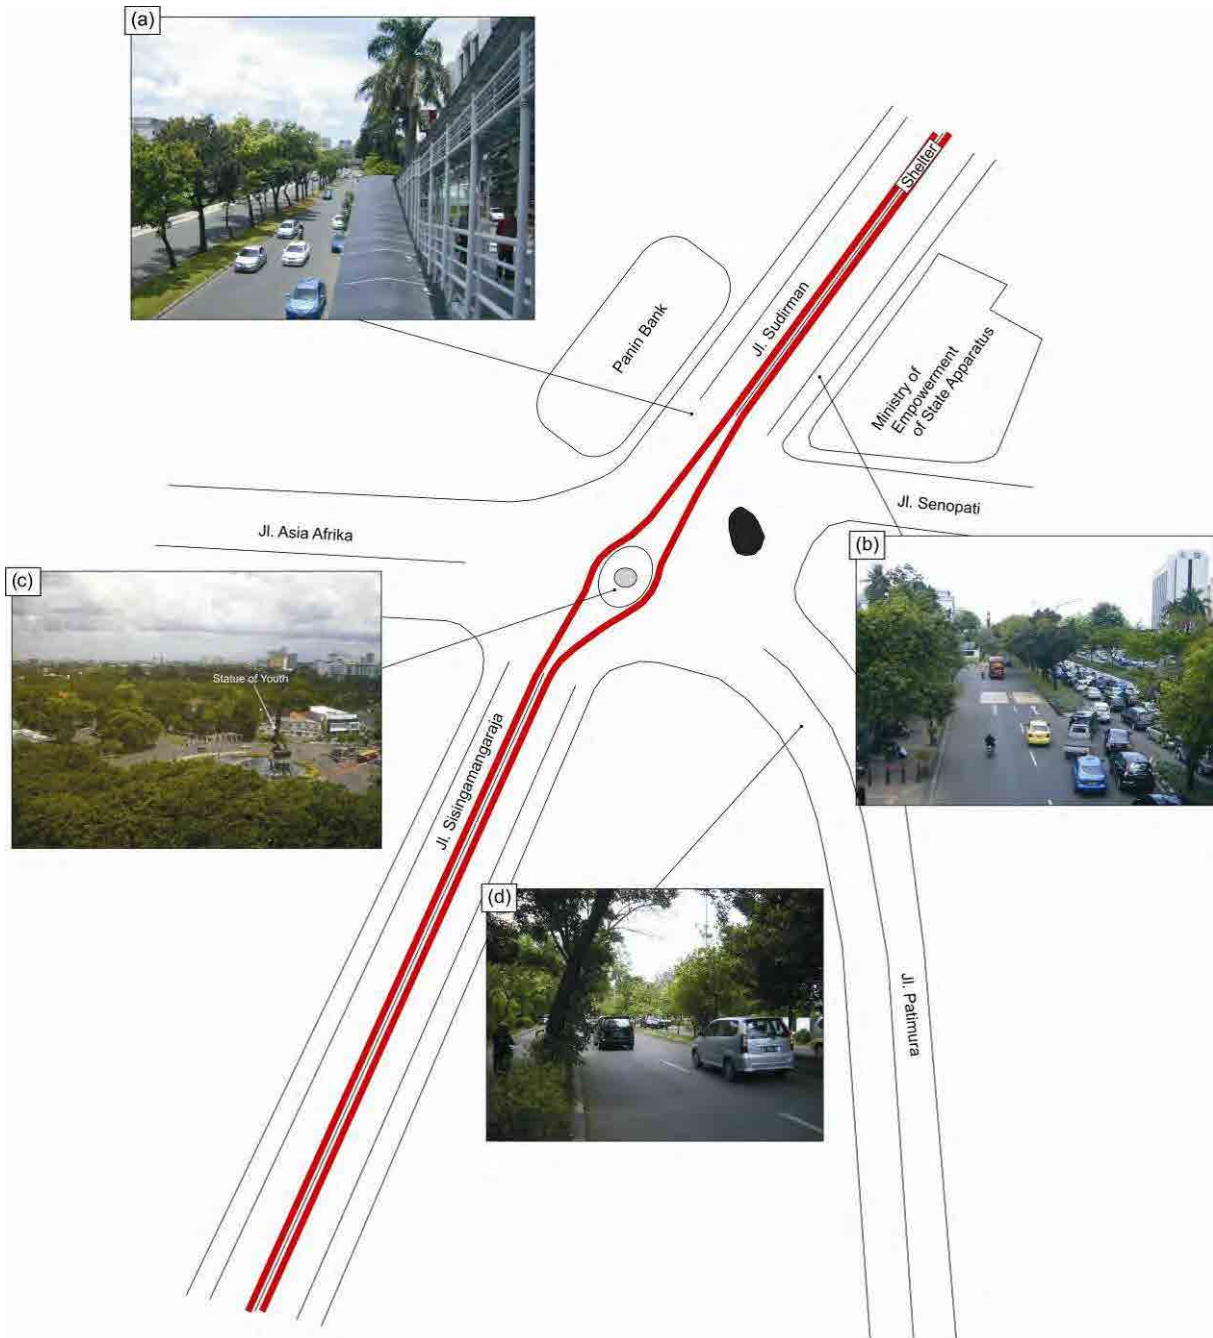 (a)
Shelter
Panin Bank
Jl. Sudirman
Ministry of
Empowerment
of State Apparatus
Jl. Senopati
Jl. Asia Afrika
(b)
(c)
Statue of Youth
Jl. Sisingamangaraja
(d)
Jl. Patimura